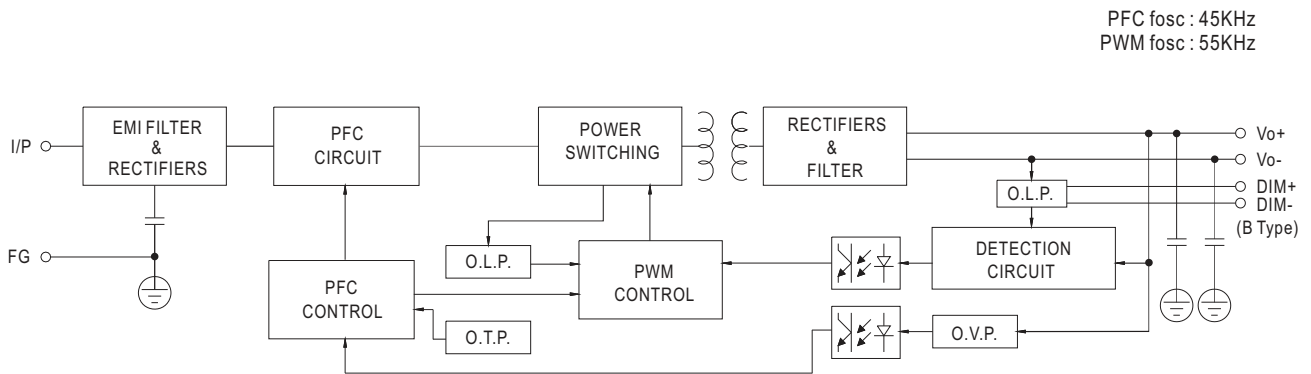 PFC fosc : 45KHz
PWM fosc : 55KHz
I/P
EMI FILTER
&
RECTIFIERS
PFC
CIRCUIT
POWER
SWITCHING
RECTIFIERS
&
FILTER
Vo+
Vo-
DIM+
DIM-
(B Type)
O.L.P.
FG
O.L.P.
PFC
CONTROL
PWM
CONTROL
DETECTION
CIRCUIT
O.T.P.
O.V.P.